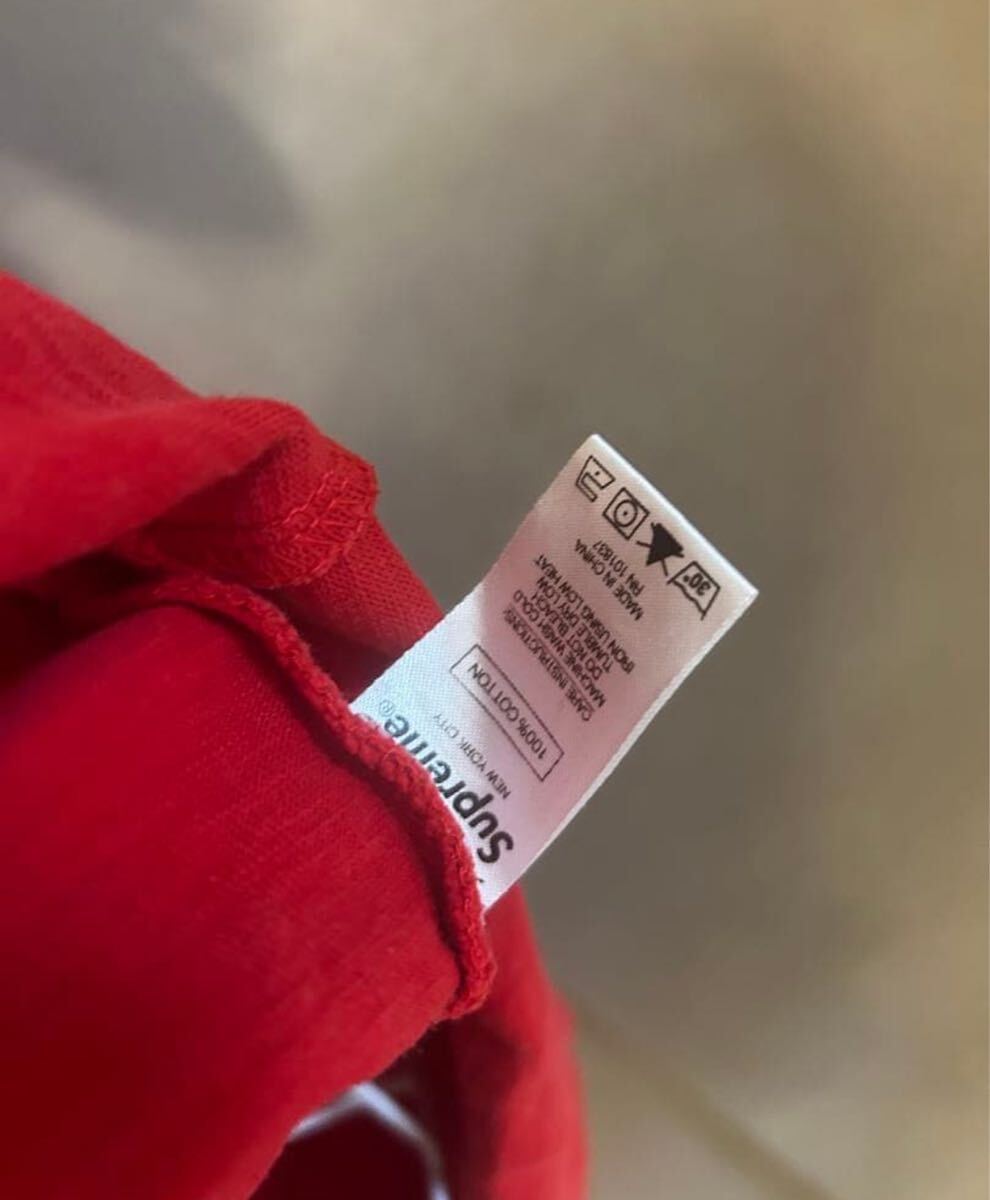 Supreme®
NEW YORK CITY
100% COTTON
CARE INSTRUCTIONS:
MACHINE WASH COLD
DO NOT BLEACH
TUMBLE DRY LOW
IRON USING LOW HEAT
MADE IN CHINA
RN 101837
30°